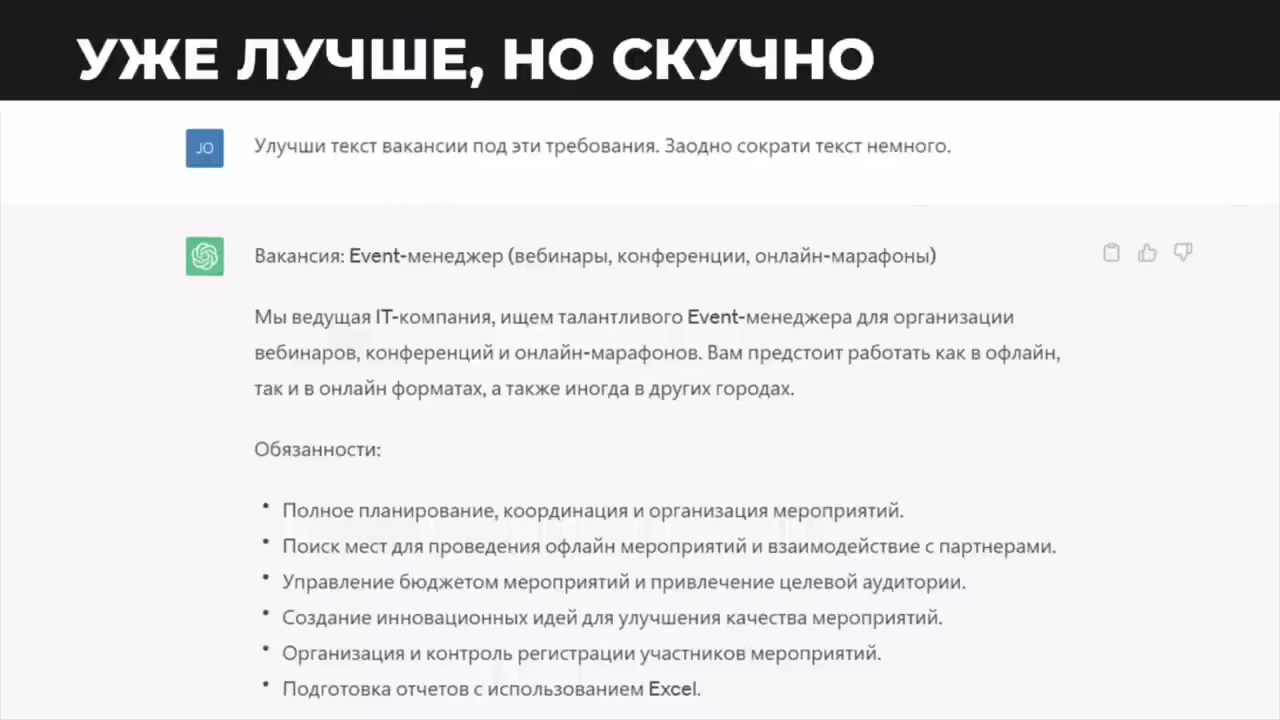 УЖЕ ЛУЧШЕ, НО СКУЧНО
JO
Улучши текст вакансии под эти требования. Заодно сократи текст немного.
Вакансия: Event-менеджер (вебинары, конференции, онлайн-марафоны)
Мы ведущая IT-компания, ищем талантливого Event-менеджера для организации
вебинаров, конференций и онлайн-марафонов. Вам предстоит работать как в офлайн,
так и в онлайн форматах, а также иногда в других городах.
Обязанности:
• Полное планирование, координация и организация мероприятий.
• Поиск мест для проведения офлайн мероприятий и взаимодействие с партнерами.
• Управление бюджетом мероприятий и привлечение целевой аудитории.
• Создание инновационных идей для улучшения качества мероприятий.
• Организация и контроль регистрации участников мероприятий.
• Подготовка отчетов с использованием Excel.